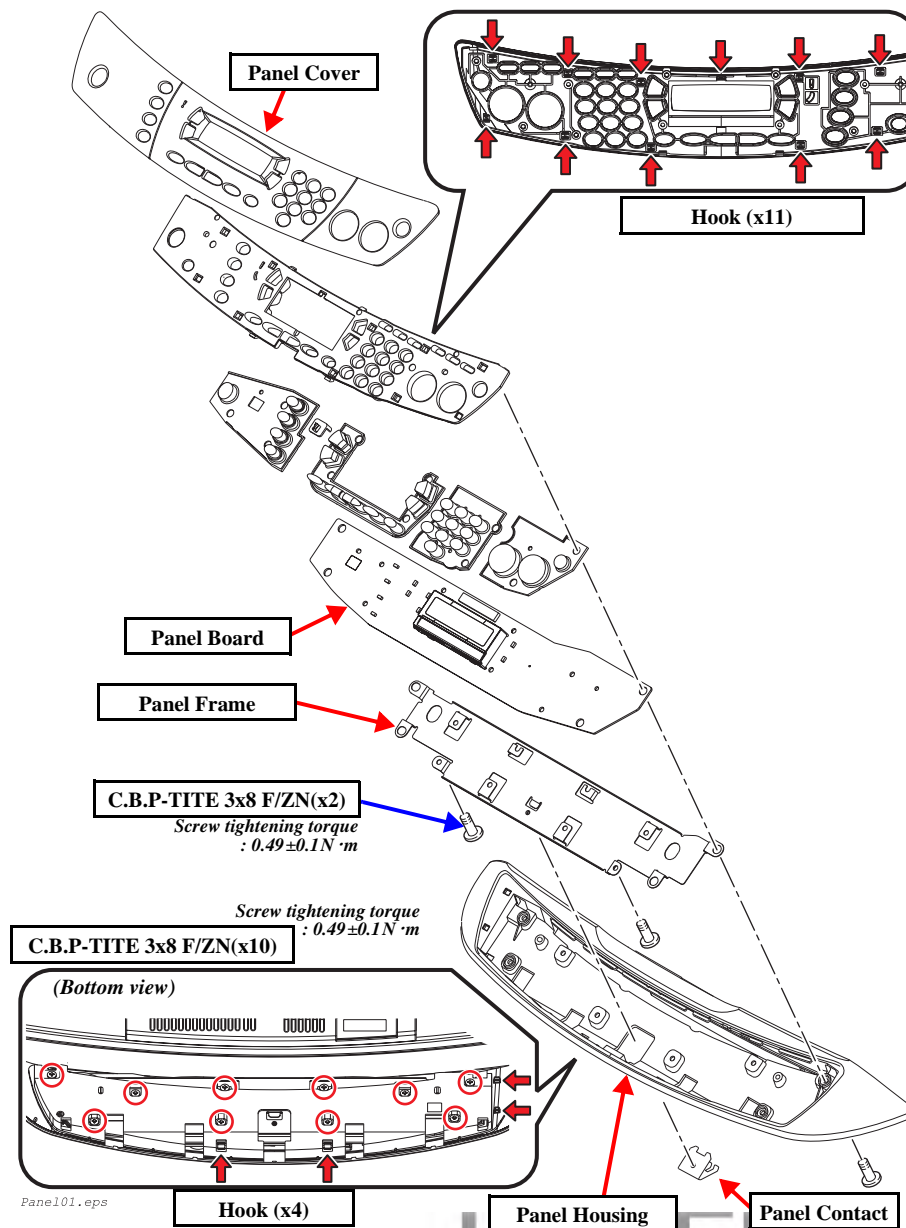 Panel Cover
Hook (x11)
Panel Board
Panel Frame
C.B.P-TITE 3x8 F/ZN(x2)
Screw tightening torque
: 0.49±0.1N·m
Screw tightening torque
: 0.49±0.1N·m
C.B.P-TITE 3x8 F/ZN(x10)
(Bottom view)
Panel01.eps
Hook (x4)
Panel Housing
Panel Contact